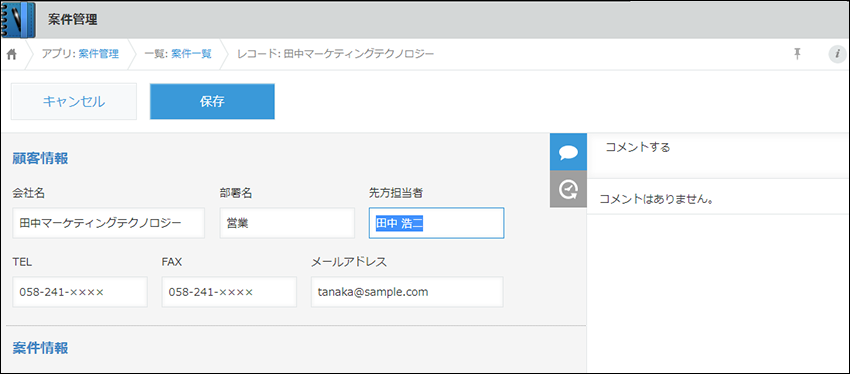 案件管理
アプリ: 案件管理 一覧: 案件一覧 レコード: 田中マーケティングテクノロジー
キャンセル 保存
コメントする
顧客情報
会社名 部署名 先方担当者
田中マーケティングテクノロジー 営業 田中 浩二
コメントはありません。
TEL FAX メールアドレス
058-241-×××× 058-241-×××× tanaka@sample.com
案件情報